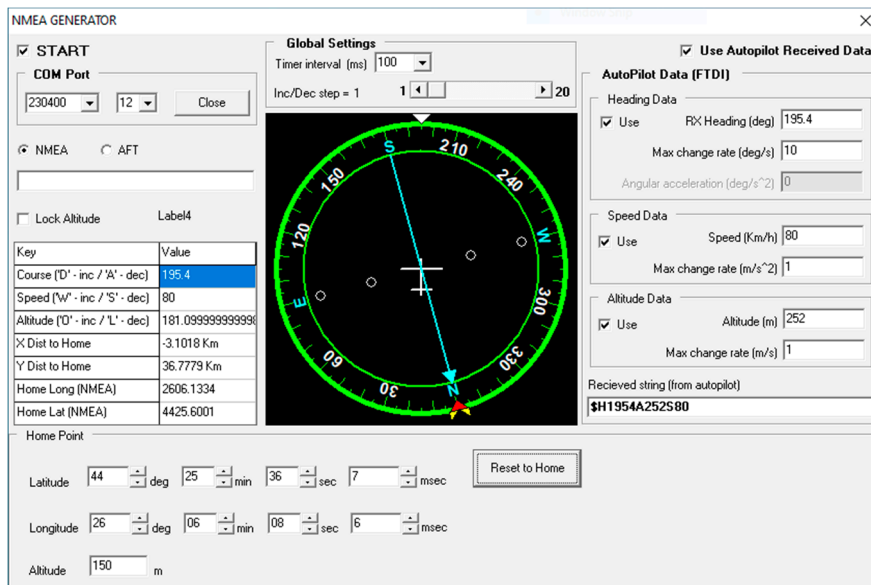 NMEA GENERATOR
START
COM Port
230400 12 Close
NMEA AFT
Lock Altitude Label4
Key Value
Course ('D' - inc / 'A' - dec) 195.4
Speed ('W' - inc / 'S' - dec) 80
Altitude ('O' - inc / 'L' - dec) 181.099999999998
X Dist to Home -3.1018 Km
Y Dist to Home 36.7779 Km
Home Long (NMEA) 2606.1334
Home Lat (NMEA) 4425.6001
Global Settings
Timer interval (ms) 100
Inc/Dec step = 1 1 20
S 210 240 W 300 330 N 30 60 E 120 150
Use Autopilot Received Data
AutoPilot Data (FTDI)
Heading Data
Use RX Heading (deg) 195.4
Max change rate (deg/s) 10
Angular acceleration (deg/s^2) 0
Speed Data
Use Speed (Km/h) 80
Max change rate (m/s^2) 1
Altitude Data
Use Altitude (m) 252
Max change rate (m/s) 1
Recieved string (from autopilot)
$H1954A252S80
Home Point
Latitude 44 deg 25 min 36 sec 7 msec
Reset to Home
Longitude 26 deg 06 min 08 sec 6 msec
Altitude 150 m